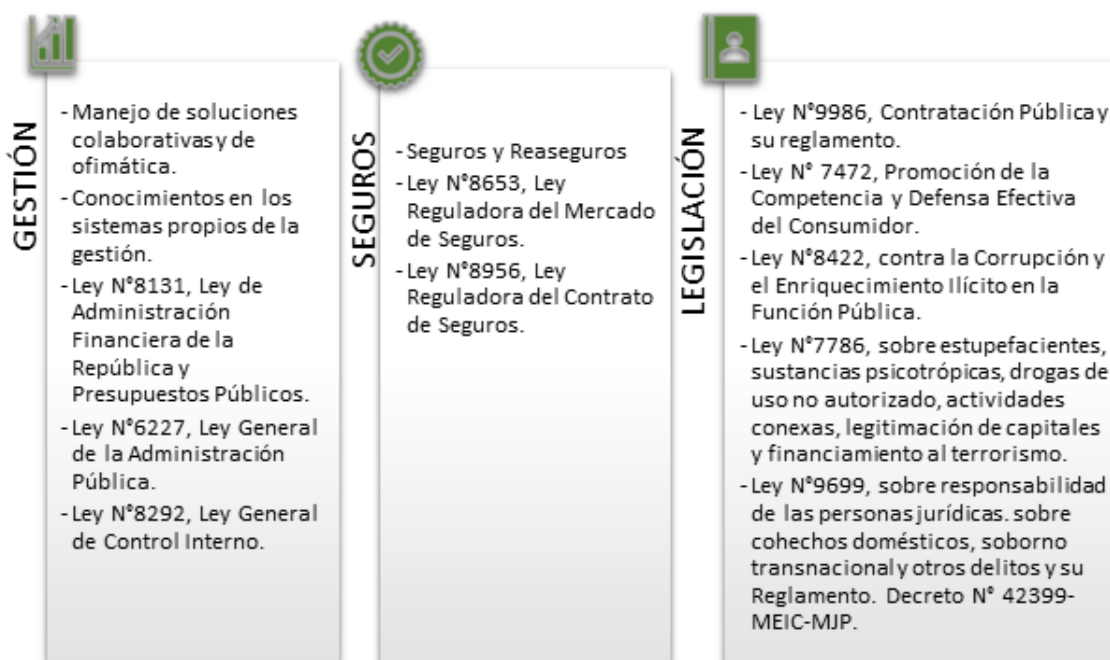 GESTIÓN
- Manejo de soluciones
colaborativas y de
ofimática.
- Conocimientos en los
sistemas propios de la
gestión.
- Ley N°8131, Ley de
Administración
Financiera de la
República y
Presupuestos Públicos.
- Ley N°6227, Ley General
de la Administración
Pública.
- Ley N°8292, Ley General
de Control Interno.
SEGUROS
- Seguros y Reaseguros
- Ley N°8653, Ley
Reguladora del Mercado
de Seguros.
- Ley N°8956, Ley
Reguladora del Contrato
de Seguros.
LEGISLACIÓN
- Ley N°9986, Contratación Pública y
su reglamento.
- Ley N° 7472, Promoción de la
Competencia y Defensa Efectiva
del Consumidor.
- Ley N°8422, contra la Corrupción y
el Enriquecimiento Ilícito en la
Función Pública.
- Ley N°7786, sobre estupefacientes,
sustancias psicotrópicas, drogas de
uso no autorizado, actividades
conexas, legitimación de capitales
y financiamiento al terrorismo.
- Ley N°9699, sobre responsabilidad
de las personas jurídicas. sobre
cohechos domésticos, soborno
transnacional y otros delitos y su
Reglamento. Decreto N° 42399-
MEIC-MJP.